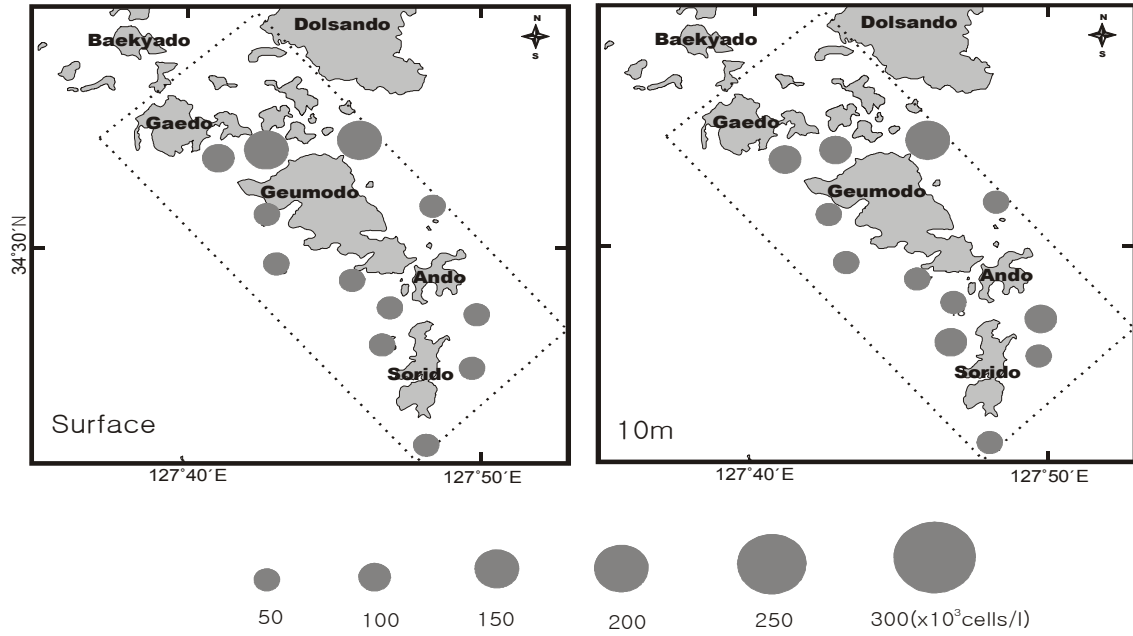 Dolsando
Baekyado
N
S
Gaedo
Geumodo
34°30′N
Ando
Sorido
Surface
127°40′E
127°50′E
Dolsando
Baekyado
N
S
Gaedo
Geumodo
Ando
Sorido
10m
127°40′E
127°50′E
50
100
150
200
250
300(x10³cells/l)